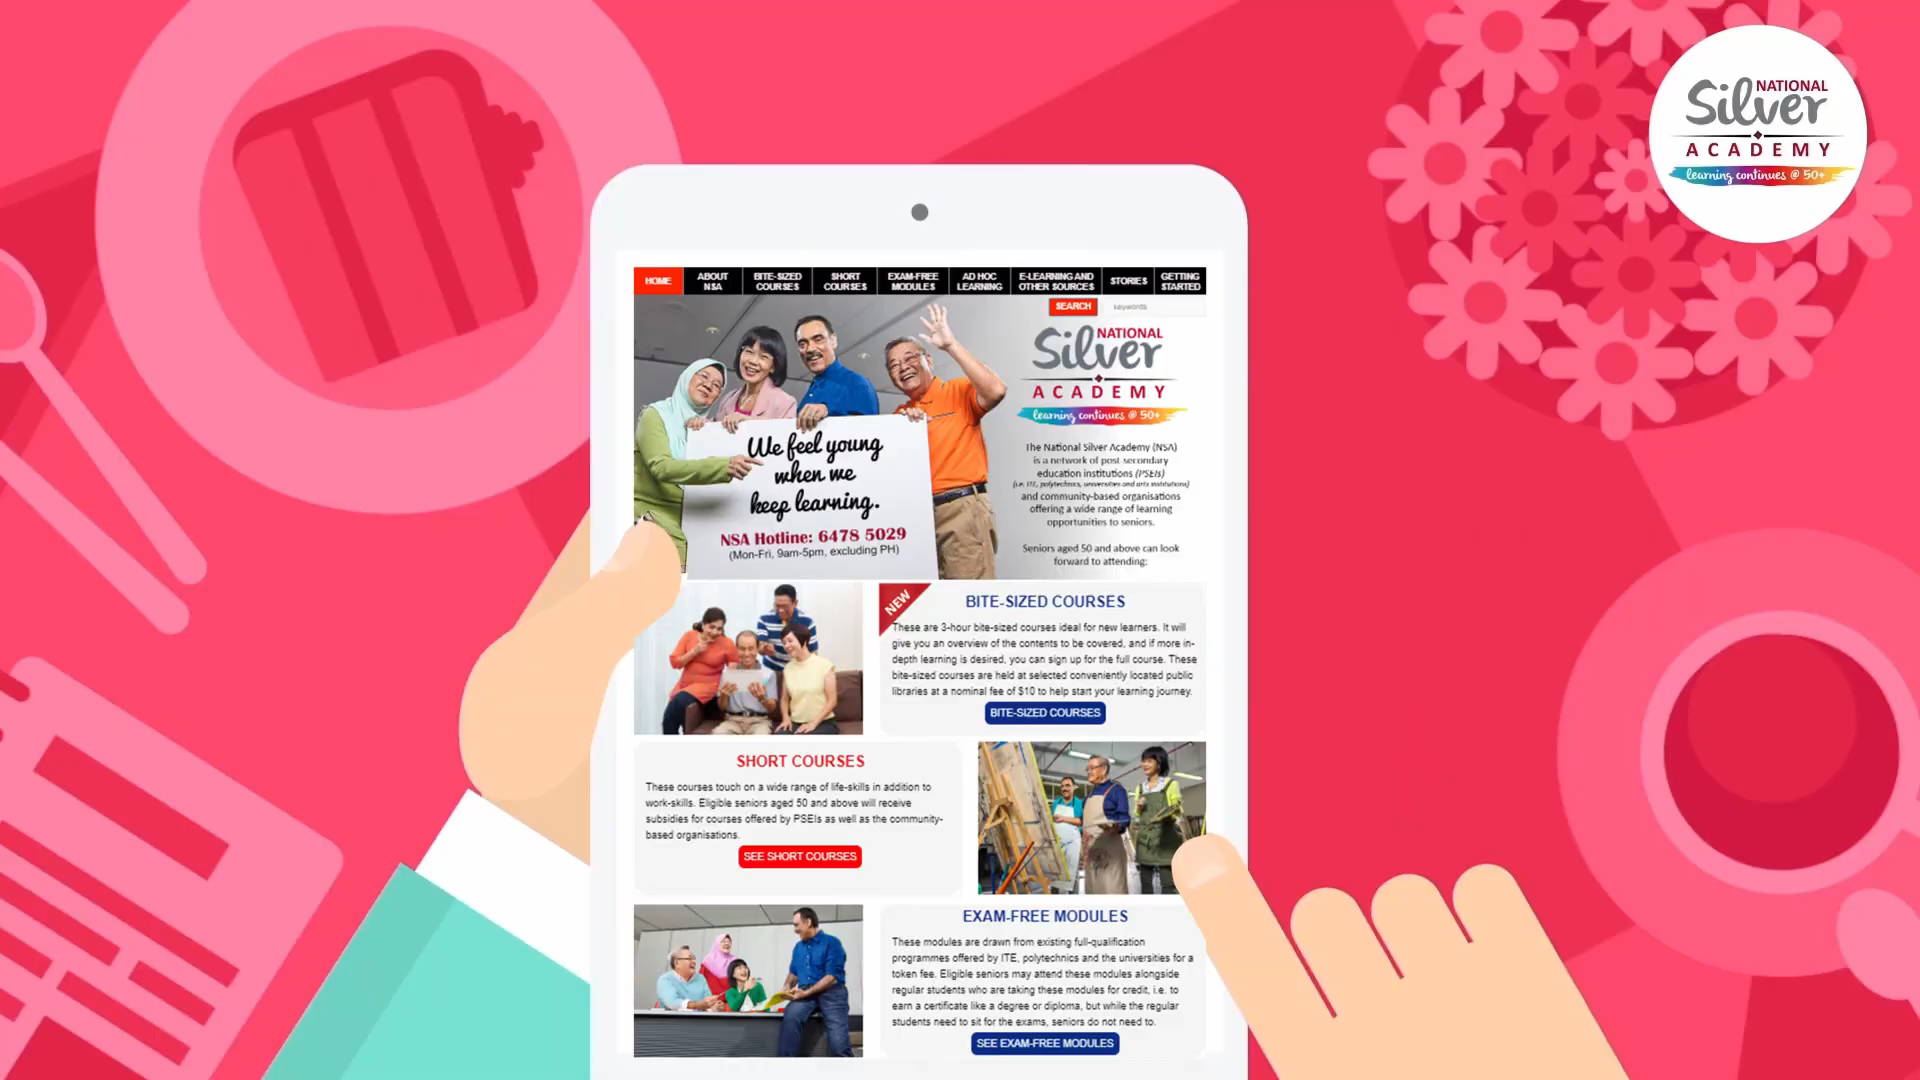 NATIONAL
Silver
ACADEMY
learning continues @ 50+
HOME
ABOUT NSA
BITE-SIZED COURSES
SHORT COURSES
EXAM-FREE MODULES
AD HOC LEARNING
E-LEARNING AND OTHER SOURCES
STORIES
GETTING STARTED
SEARCH
keywords
NATIONAL
Silver
ACADEMY
learning continues @ 50+
We feel young
when we
keep learning.
NSA Hotline: 6478 5029
(Mon-Fri, 9am-5pm, excluding PH)
The National Silver Academy (NSA)
is a network of post secondary
education institutions (PSEIs)
(i.e. ITE, polytechnics, universities and arts institutions)
and community-based organisations
offering a wide range of learning
opportunities to seniors.
Seniors aged 50 and above can look
forward to attending:
NEW
BITE-SIZED COURSES
These are 3-hour bite-sized courses ideal for new learners. It will
give you an overview of the contents to be covered, and if more in-
depth learning is desired, you can sign up for the full course. These
bite-sized courses are held at selected conveniently located public
libraries at a nominal fee of $10 to help start your learning journey.
BITE-SIZED COURSES
SHORT COURSES
These courses touch on a wide range of life-skills in addition to
work-skills. Eligible seniors aged 50 and above will receive
subsidies for courses offered by PSEIs as well as the community-
based organisations.
SEE SHORT COURSES
EXAM-FREE MODULES
These modules are drawn from existing full-qualification
programmes offered by ITE, polytechnics and the universities for a
token fee. Eligible seniors may attend these modules alongside
regular students who are taking these modules for credit, i.e. to
earn a certificate like a degree or diploma, but while the regular
students need to sit for the exams, seniors do not need to.
SEE EXAM-FREE MODULES